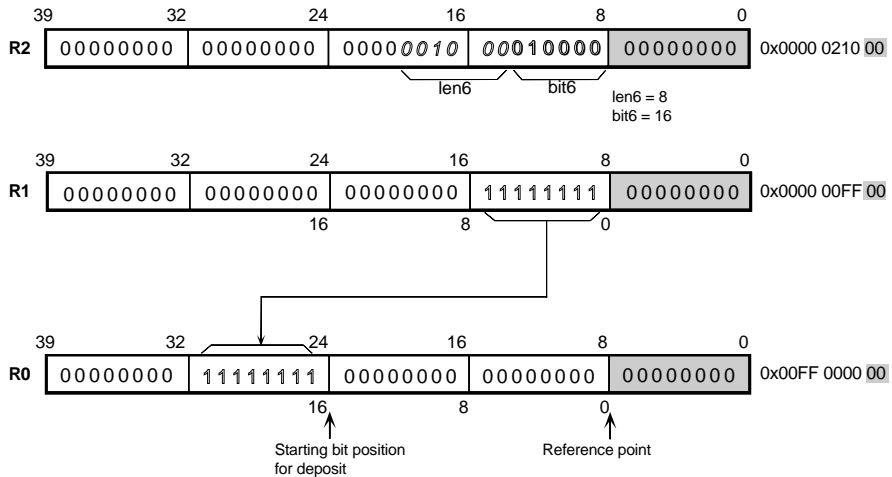 39 32 24 16 8 0
R2 00000000 00000000 00000010 00010000 00000000 0x0000 0210 00
len6 bit6
len6 = 8
bit6 = 16
39 32 24 16 8 0
R1 00000000 00000000 00000000 11111111 00000000 0x0000 00FF 00
16 8 0
39 32 24 16 8 0
R0 00000000 11111111 00000000 00000000 00000000 0x00FF 0000 00
16 8 0
Starting bit position
for deposit
Reference point